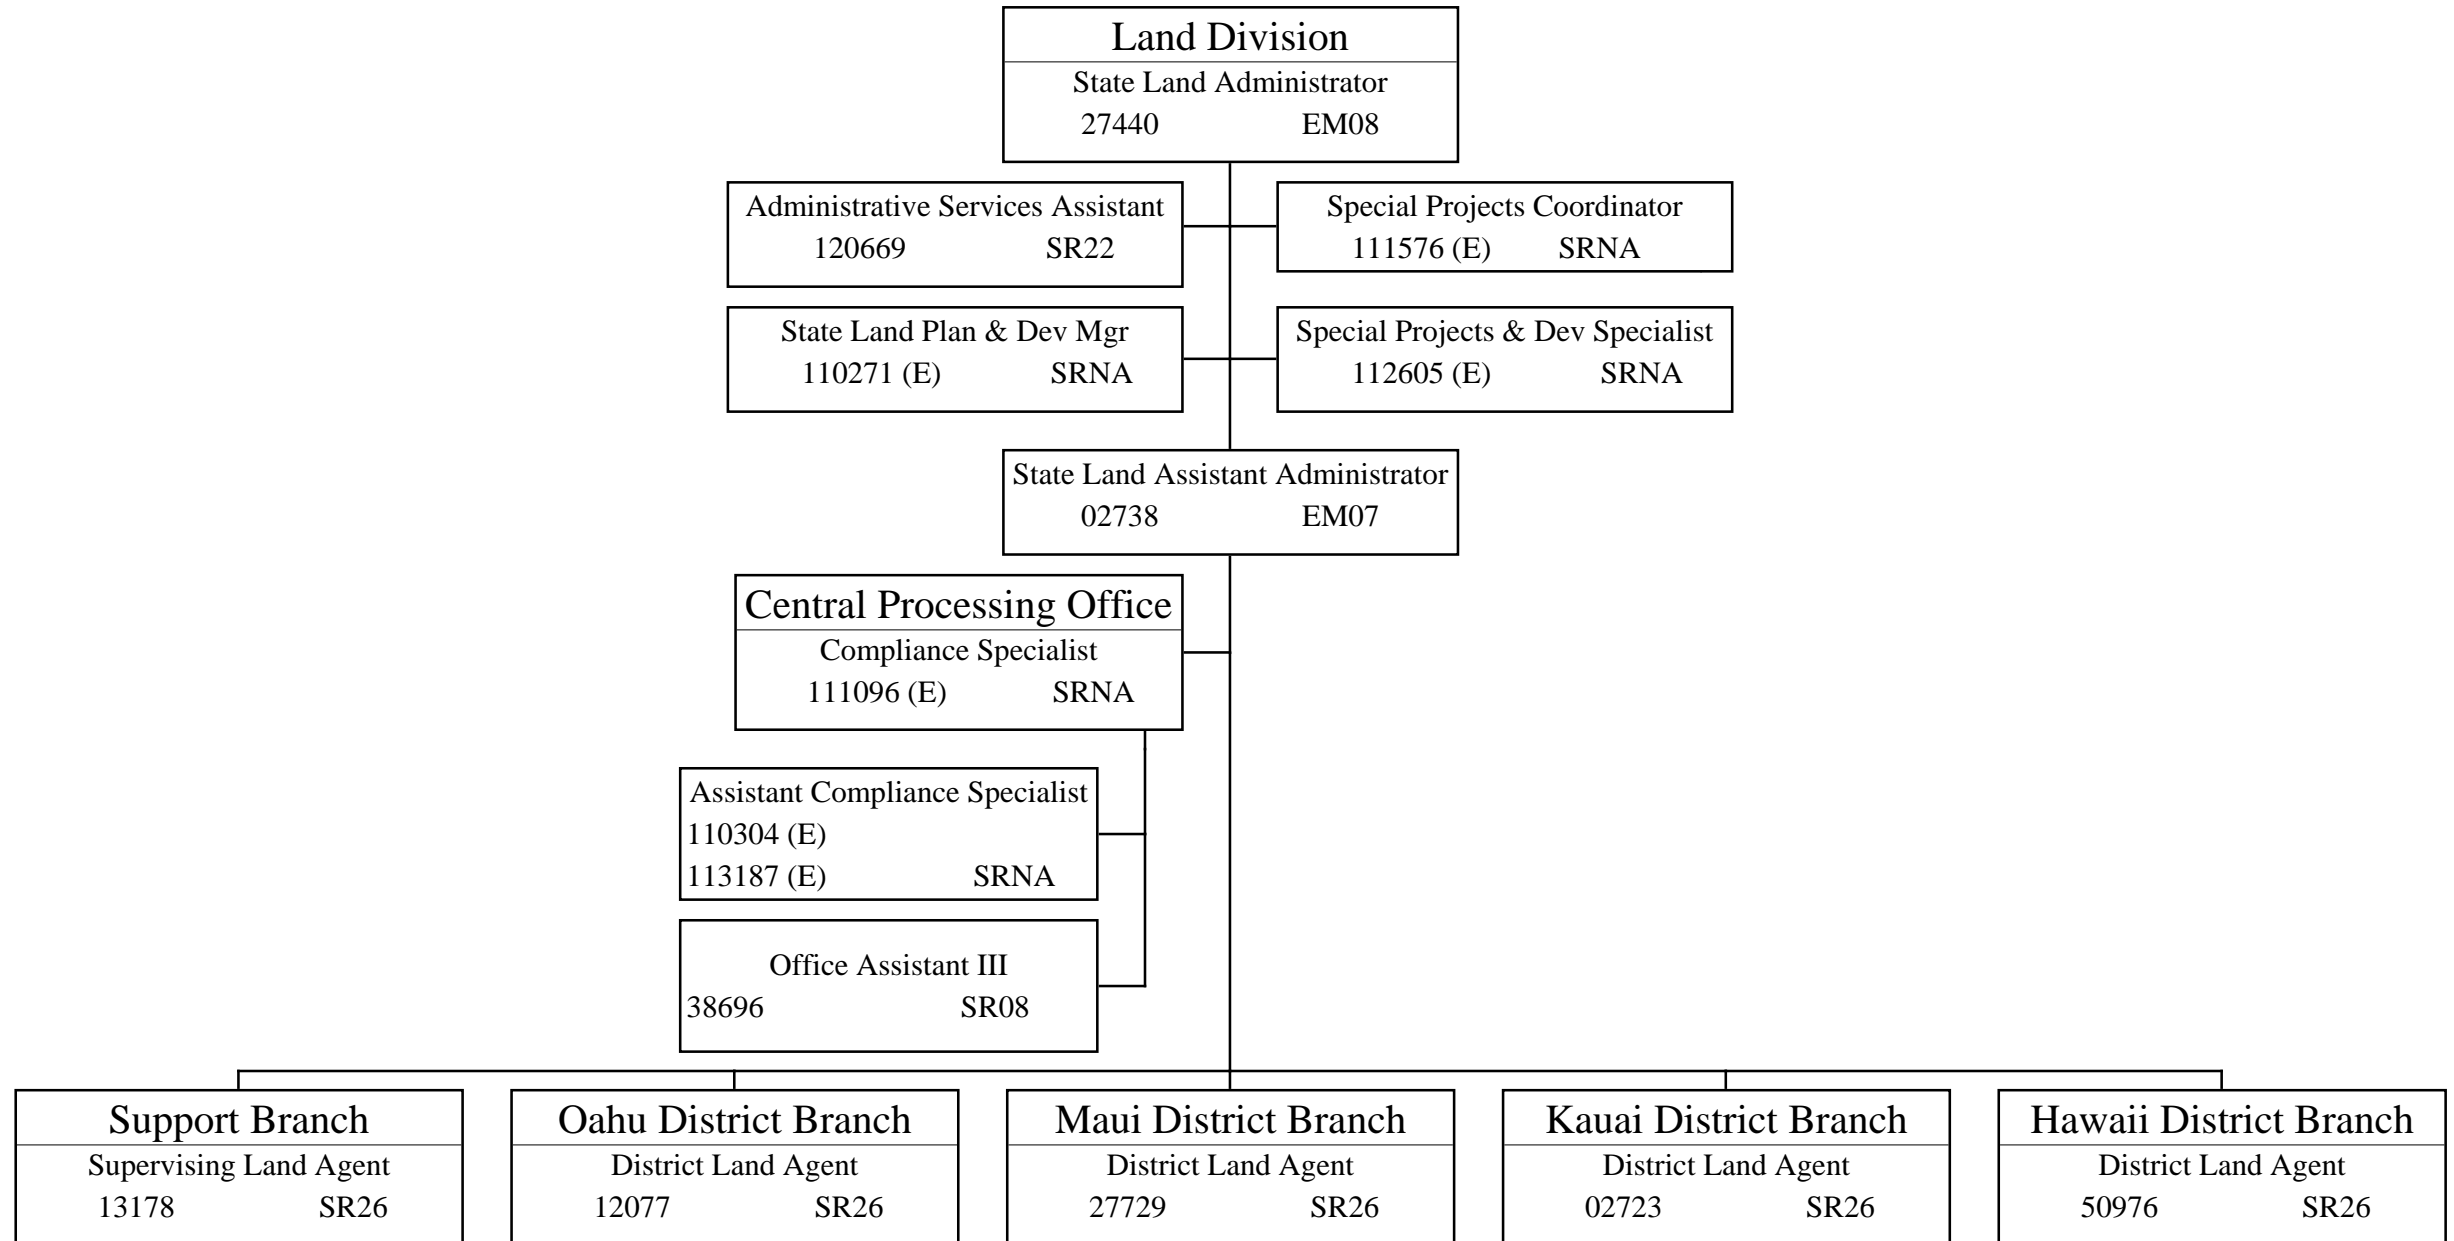 Land Division
State Land Administrator
27440 EM08
Administrative Services Assistant
120669 SR22
Special Projects Coordinator
111576 (E) SRNA
State Land Plan & Dev Mgr
110271 (E) SRNA
Special Projects & Dev Specialist
112605 (E) SRNA
State Land Assistant Administrator
02738 EM07
Central Processing Office
Compliance Specialist
111096 (E) SRNA
Assistant Compliance Specialist
110304 (E)
113187 (E) SRNA
Office Assistant III
38696 SR08
Support Branch
Supervising Land Agent
13178 SR26
Oahu District Branch
District Land Agent
12077 SR26
Maui District Branch
District Land Agent
27729 SR26
Kauai District Branch
District Land Agent
02723 SR26
Hawaii District Branch
District Land Agent
50976 SR26